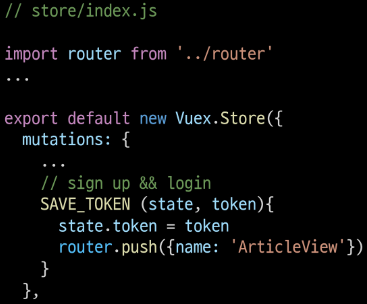 // store/index.js
import router from '../router'
...
export default new Vuex.Store({
  mutations: {
    ...
    // sign up && login
    SAVE_TOKEN (state, token){
      state.token = token
      router.push({name: 'ArticleView'})
    }
  },